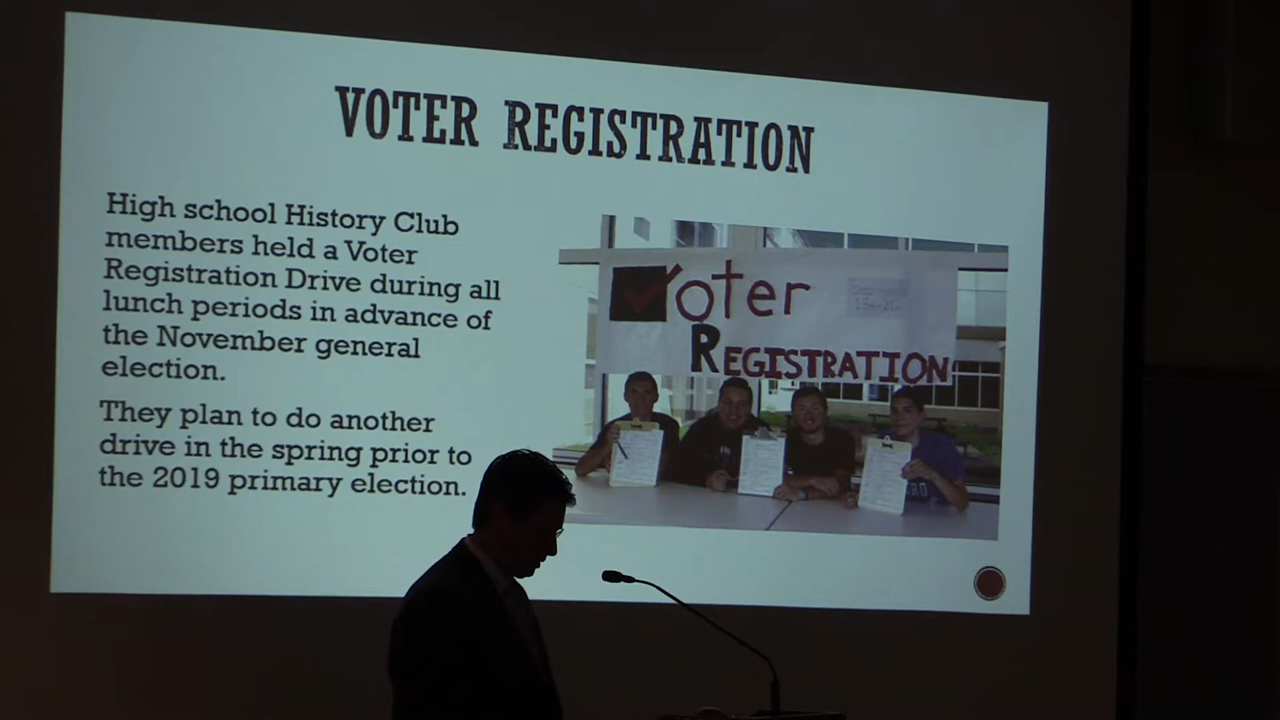 VOTER REGISTRATION
High school History Club
members held a Voter
Registration Drive during all
lunch periods in advance of
the November general
election.
They plan to do another
drive in the spring prior to
the 2019 primary election.
Voter
REGISTRATION